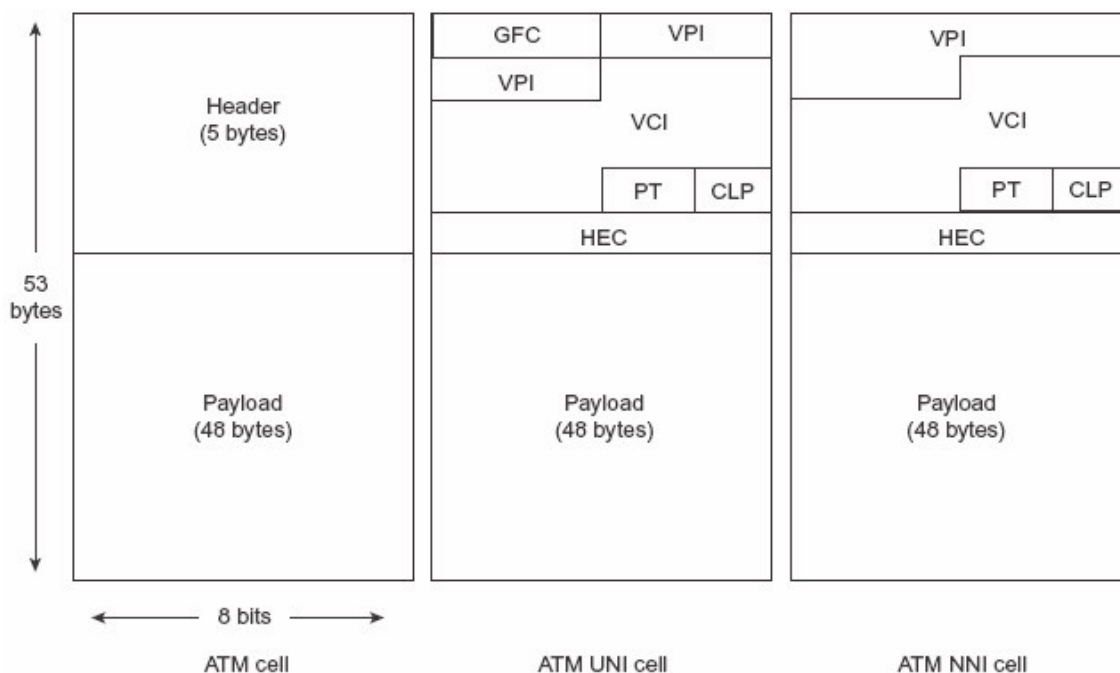 GFC VPI VPI
VPI
Header
(5 bytes)
VCI VCI
PT CLP PT CLP
HEC HEC
53
bytes
Payload
(48 bytes)
Payload
(48 bytes)
Payload
(48 bytes)
8 bits
ATM cell ATM UNI cell ATM NNI cell